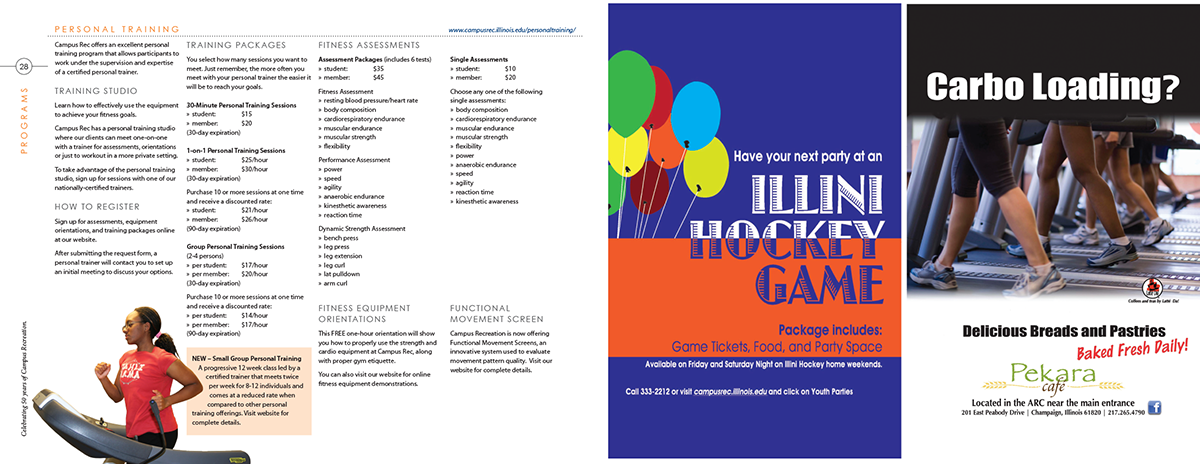 PERSONAL TRAINING
www.campusrec.illinois.edu/personaltraining/
28
PROGRAMS
Celebrating 50 years of Campus Recreation.
Campus Rec offers an excellent personal
training program that allows participants to
work under the supervision and expertise
of a certified personal trainer.
TRAINING STUDIO
Learn how to effectively use the equipment
to achieve your fitness goals.
Campus Rec has a personal training studio
where our clients can meet one-on-one
with a trainer for assessments, orientations
or just to workout in a more private setting.
To take advantage of the personal training
studio, sign up for sessions with one of our
nationally-certified trainers.
HOW TO REGISTER
Sign up for assessments, equipment
orientations, and training packages online
at our website.
After submitting the request form, a
personal trainer will contact you to set up
an initial meeting to discuss your options.
TRAINING PACKAGES
You select how many sessions you want to
meet. Just remember, the more often you
meet with your personal trainer the easier it
will be to reach your goals.
30-Minute Personal Training Sessions
» student: $15
» member: $20
(30-day expiration)
1-on-1 Personal Training Sessions
» student: $25/hour
» member: $30/hour
(30-day expiration)
Purchase 10 or more sessions at one time
and receive a discounted rate:
» student: $21/hour
» member: $26/hour
(90-day expiration)
Group Personal Training Sessions
(2-4 persons)
» per student: $17/hour
» per member: $20/hour
(30-day expiration)
Purchase 10 or more sessions at one time
and receive a discounted rate:
» per student: $14/hour
» per member: $17/hour
(90-day expiration)
NEW – Small Group Personal Training
A progressive 12 week class led by a
certified trainer that meets twice
per week for 8-12 individuals and
comes at a reduced rate when
compared to other personal
training offerings. Visit website for
complete details.
FITNESS ASSESSMENTS
Assessment Packages (includes 6 tests)
» student: $35
» member: $45
Fitness Assessment
» resting blood pressure/heart rate
» body composition
» cardiorespiratory endurance
» muscular endurance
» muscular strength
» flexibility
Performance Assessment
» power
» speed
» agility
» anaerobic endurance
» kinesthetic awareness
» reaction time
Dynamic Strength Assessment
» bench press
» leg press
» leg extension
» leg curl
» lat pulldown
» arm curl
Single Assessments
» student: $10
» member: $20
Choose any one of the following
single assessments:
» body composition
» cardiorespiratory endurance
» muscular endurance
» muscular strength
» flexibility
» power
» anaerobic endurance
» speed
» agility
» reaction time
» kinesthetic awareness
FITNESS EQUIPMENT
ORIENTATIONS
This FREE one-hour orientation will show
you how to properly use the strength and
cardio equipment at Campus Rec, along
with proper gym etiquette.
You can also visit our website for online
fitness equipment demonstrations.
FUNCTIONAL
MOVEMENT SCREEN
Campus Recreation is now offering
Functional Movement Screens, an
innovative system used to evaluate
movement pattern quality. Visit our
website for complete details.
Have your next party at an
ILLINI
HOCKEY
GAME
Package includes:
Game Tickets, Food, and Party Space
Available on Friday and Saturday Night on Illini Hockey home weekends.
Call 333-2212 or visit campusrec.illinois.edu and click on Youth Parties
Carbo Loading?
Coffees and teas by Latté Da!
Delicious Breads and Pastries
Baked Fresh Daily!
Pekara
café
Located in the ARC near the main entrance
201 East Peabody Drive | Champaign, Illinois 61820 | 217.265.4790
f